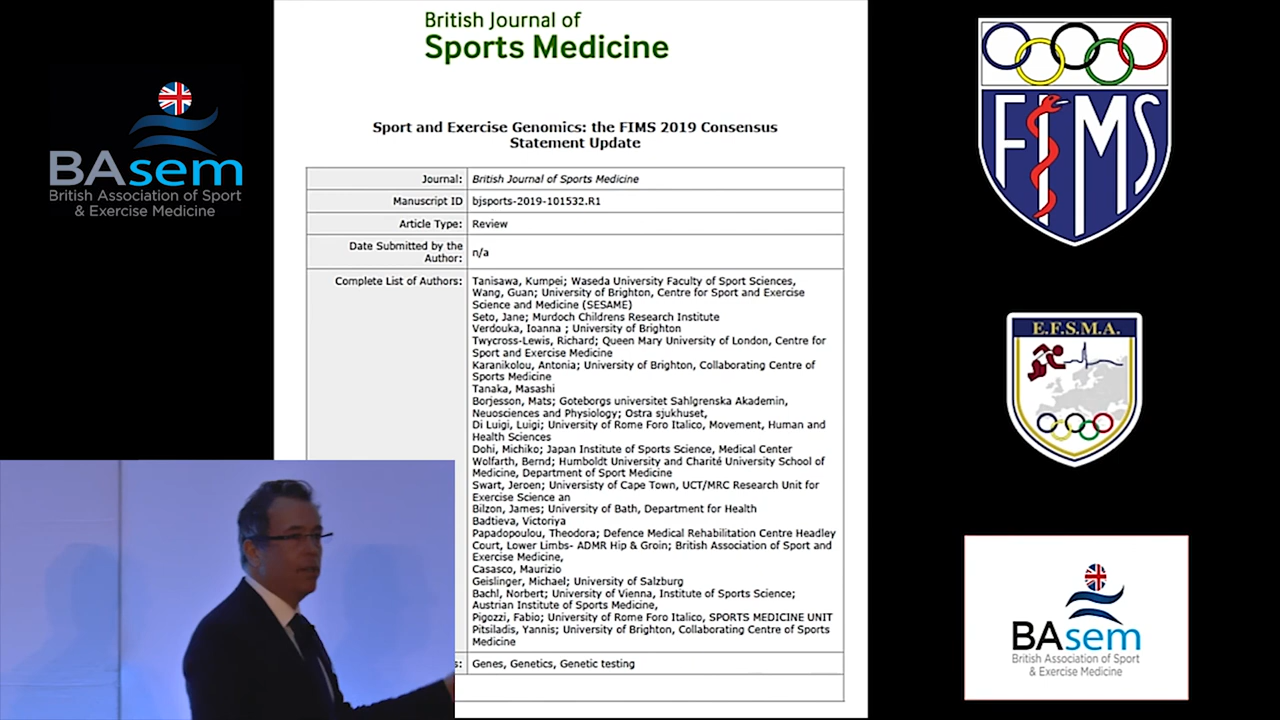 BAsem
British Association of Sport
& Exercise Medicine
British Journal of
Sports Medicine
Sport and Exercise Genomics: the FIMS 2019 Consensus
Statement Update
Journal: British Journal of Sports Medicine
Manuscript ID bjsports-2019-101532.R1
Article Type: Review
Date Submitted by the
Author: n/a
Complete List of Authors: Tanisawa, Kumpei; Waseda University Faculty of Sport Sciences,
Wang, Guan; University of Brighton, Centre for Sport and Exercise
Science and Medicine (SESAME)
Seto, Jane; Murdoch Childrens Research Institute
Verdouka, Ioanna ; University of Brighton
Twycross-Lewis, Richard; Queen Mary University of London, Centre for
Sport and Exercise Medicine
Karanikolou, Antonia; University of Brighton, Collaborating Centre of
Sports Medicine
Tanaka, Masashi
Borjesson, Mats; Goteborgs universitet Sahlgrenska Akademin,
Neurosciences and Physiology; Ostra sjukhuset,
Di Luigi, Luigi; University of Rome Foro Italico, Movement, Human and
Health Sciences
Dohi, Michiko; Japan Institute of Sports Science, Medical Center
Wolfarth, Bernd; Humboldt University and Charité University School of
Medicine, Department of Sport Medicine
Swart, Jeroen; Universisty of Cape Town, UCT/MRC Research Unit for
Exercise Science an
Bilzon, James; University of Bath, Department for Health
Badtieva, Victoriya
Papadopoulou, Theodora; Defence Medical Rehabilitation Centre Headley
Court, Lower Limbs- ADMR Hip & Groin; British Association of Sport and
Exercise Medicine,
Casasco, Maurizio
Geislinger, Michael; University of Salzburg
Bachl, Norbert; University of Vienna, Institute of Sports Science;
Austrian Institute of Sports Medicine,
Pigozzi, Fabio; University of Rome Foro Italico, SPORTS MEDICINE UNIT
Pitsiladis, Yannis; University of Brighton, Collaborating Centre of Sports
Medicine
s: Genes, Genetics, Genetic testing
FIMS
E.F.S.M.A.
BAsem
British Association of Sport
& Exercise Medicine